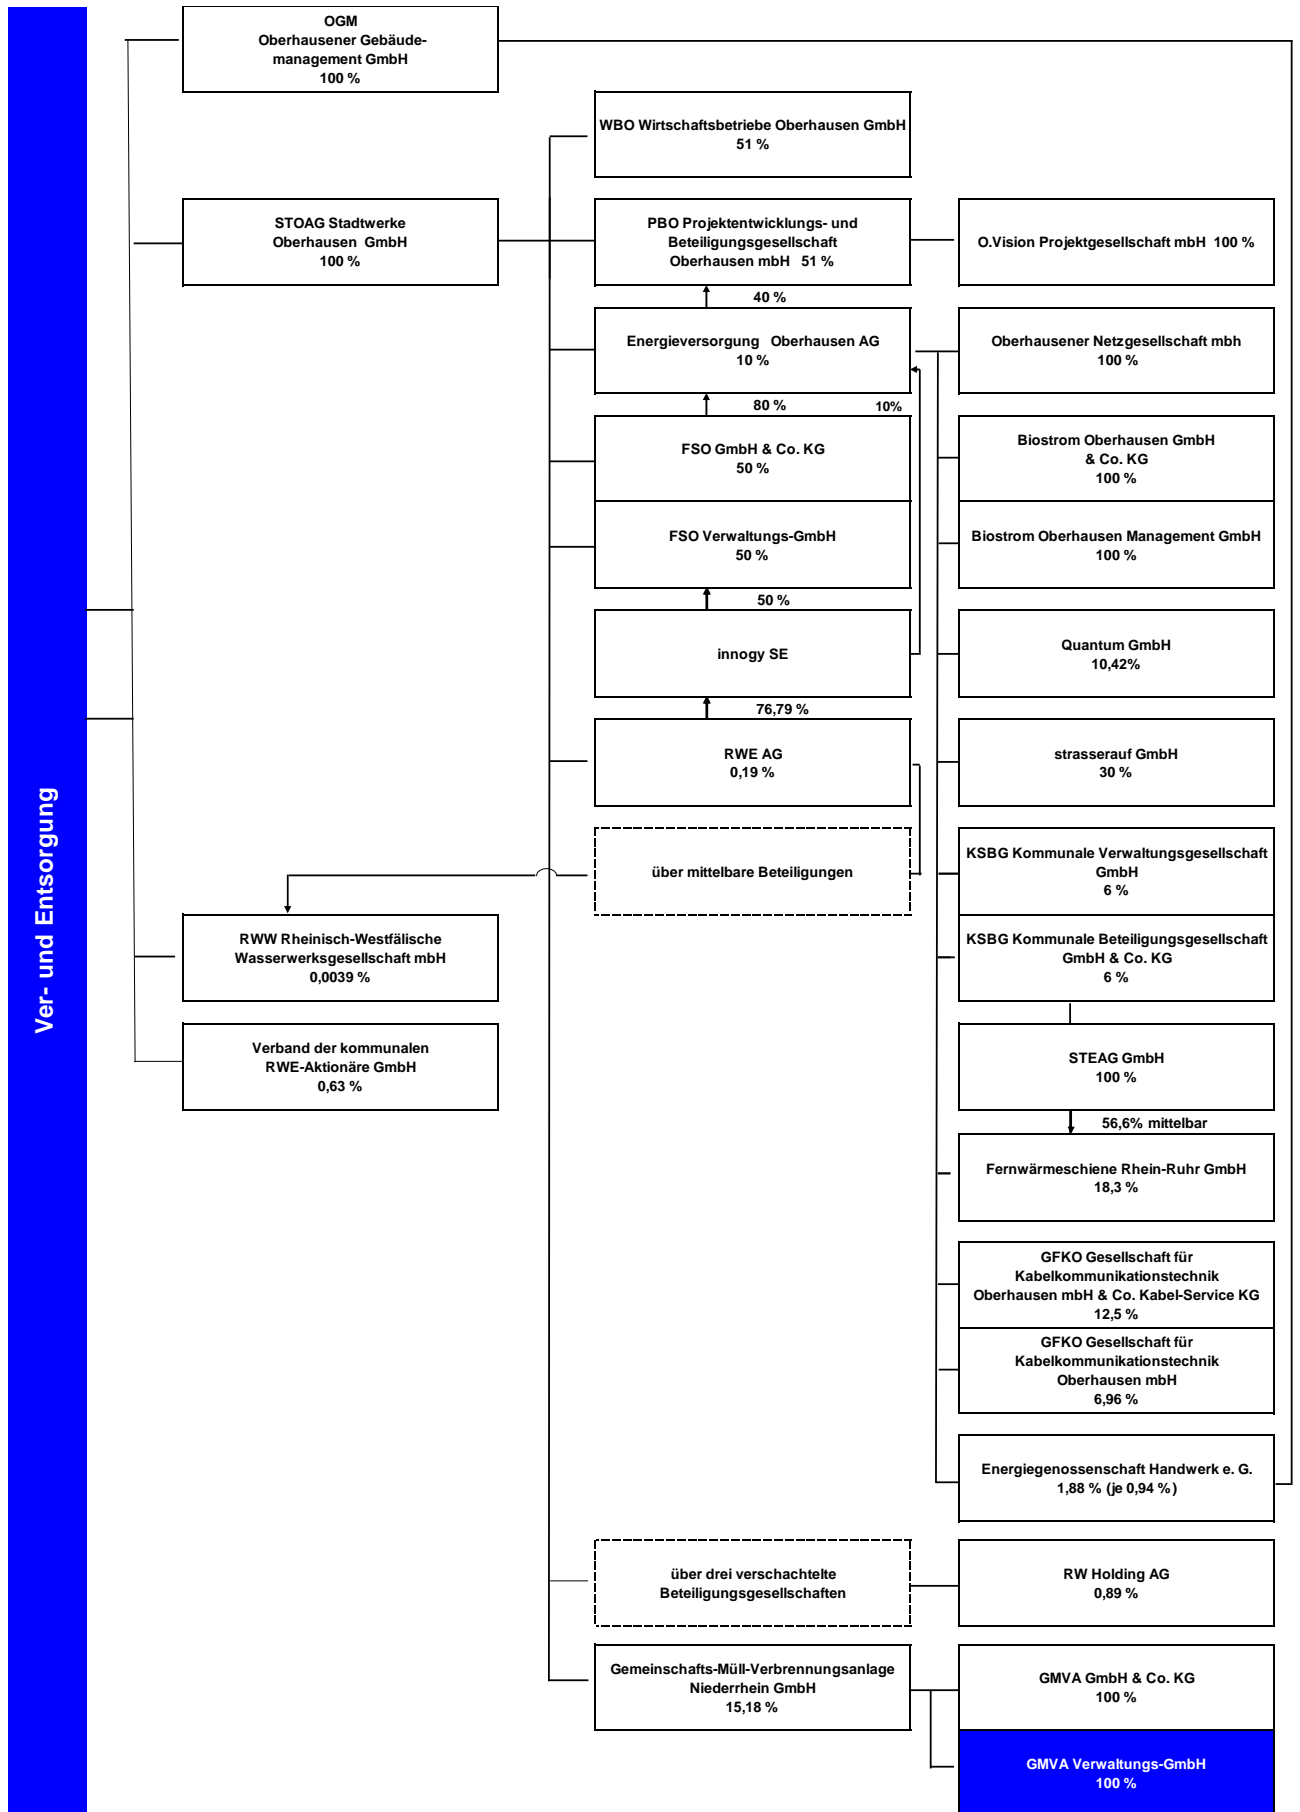 Ver- und Entsorgung
OGM
Oberhausener Gebäude-
management GmbH
100 %
STOAG Stadtwerke
Oberhausen GmbH
100 %
RWW Rheinisch-Westfälische
Wasserwerksgesellschaft mbH
0,0039 %
Verband der kommunalen
RWE-Aktionäre GmbH
0,63 %
WBO Wirtschaftsbetriebe Oberhausen GmbH
51 %
PBO Projektentwicklungs- und
Beteiligungsgesellschaft
Oberhausen mbH 51 %
40 %
Energieversorgung Oberhausen AG
10 %
80 %
10%
FSO GmbH & Co. KG
50 %
FSO Verwaltungs-GmbH
50 %
50 %
innogy SE
76,79 %
RWE AG
0,19 %
über mittelbare Beteiligungen
über drei verschachtelte
Beteiligungsgesellschaften
Gemeinschafts-Müll-Verbrennungsanlage
Niederrhein GmbH
15,18 %
O.Vision Projektgesellschaft mbH 100 %
Oberhausener Netzgesellschaft mbh
100 %
Biostrom Oberhausen GmbH
& Co. KG
100 %
Biostrom Oberhausen Management GmbH
100 %
Quantum GmbH
10,42%
strasserauf GmbH
30 %
KSBG Kommunale Verwaltungsgesellschaft
GmbH
6 %
KSBG Kommunale Beteiligungsgesellschaft
GmbH & Co. KG
6 %
STEAG GmbH
100 %
56,6% mittelbar
Fernwärmeschiene Rhein-Ruhr GmbH
18,3 %
GFKO Gesellschaft für
Kabelkommunikationstechnik
Oberhausen mbH & Co. Kabel-Service KG
12,5 %
GFKO Gesellschaft für
Kabelkommunikationstechnik
Oberhausen mbH
6,96 %
Energiegenossenschaft Handwerk e. G.
1,88 % (je 0,94 %)
RW Holding AG
0,89 %
GMVA GmbH & Co. KG
100 %
GMVA Verwaltungs-GmbH
100 %